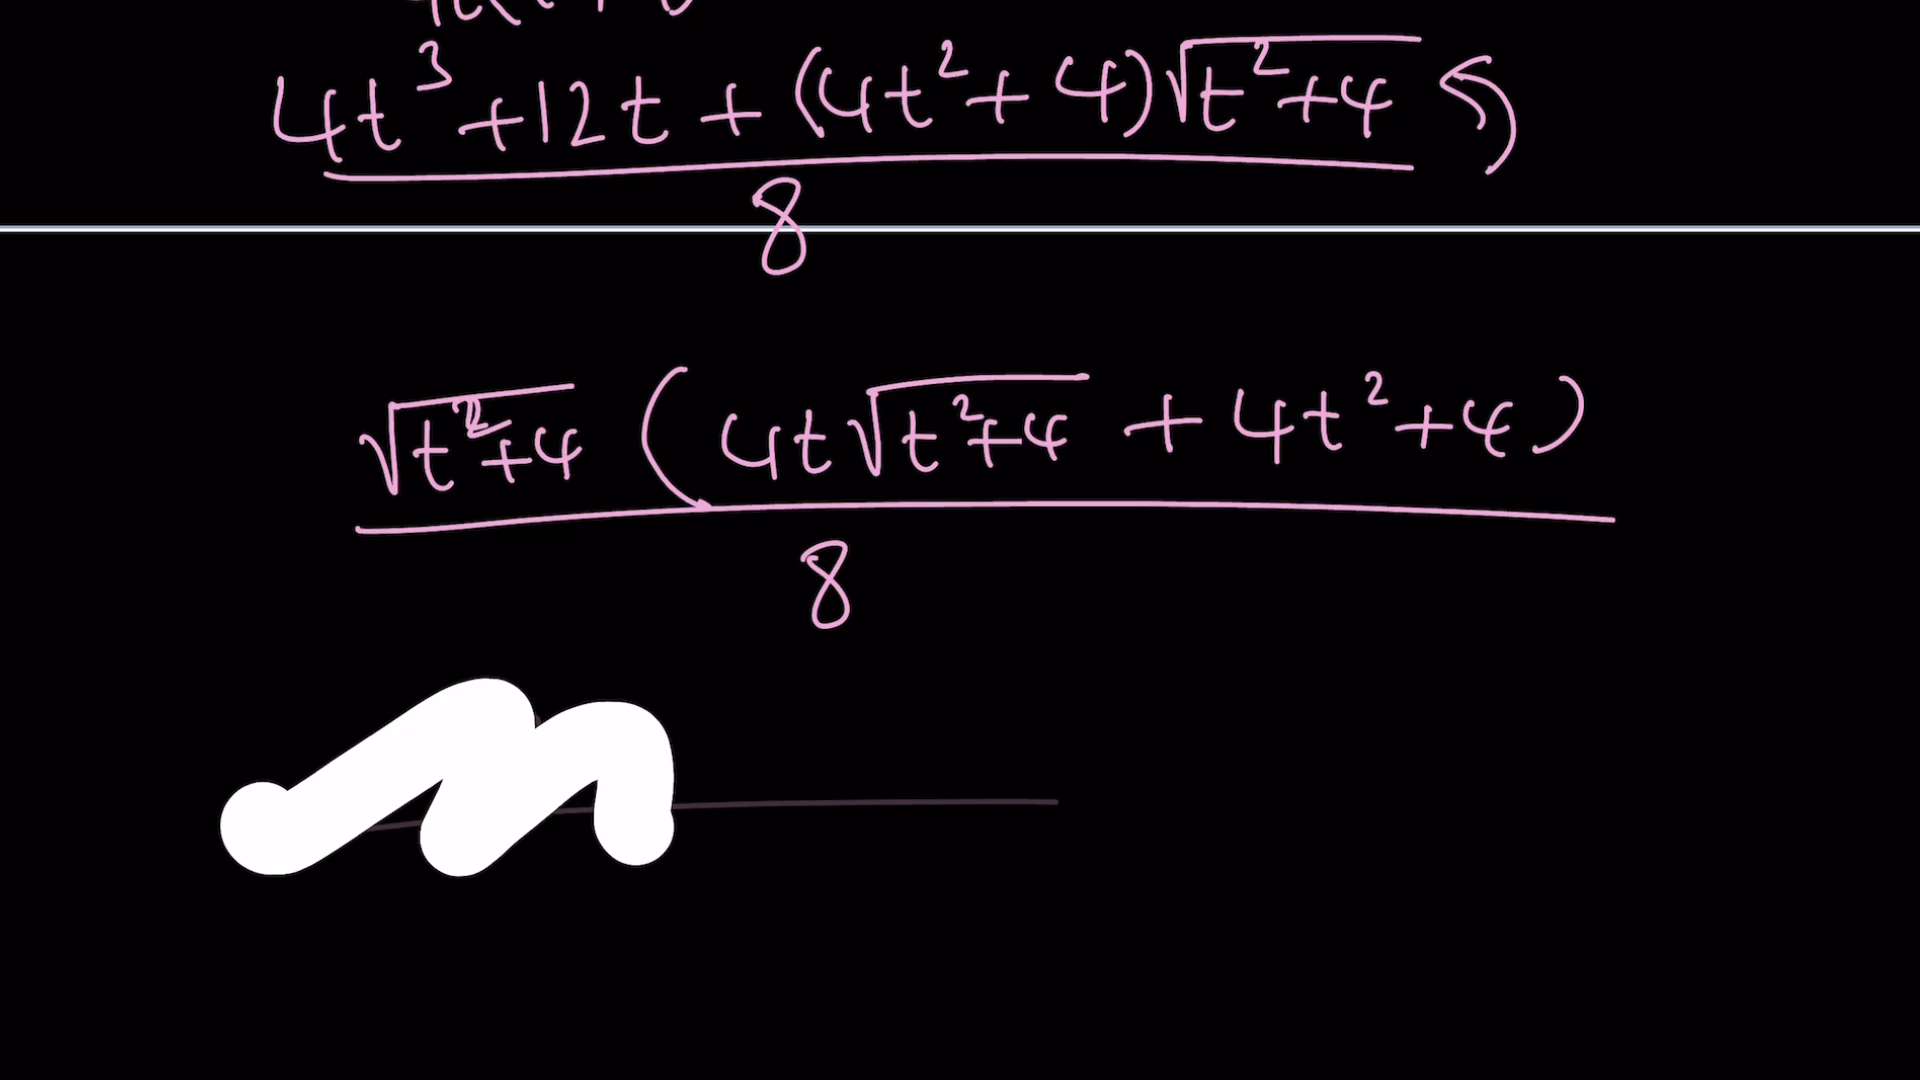 4t³+12t + (4t²+4)√(t²+4)
8
√(t²+4) (4t√(t²+4) + 4t²+4)
8